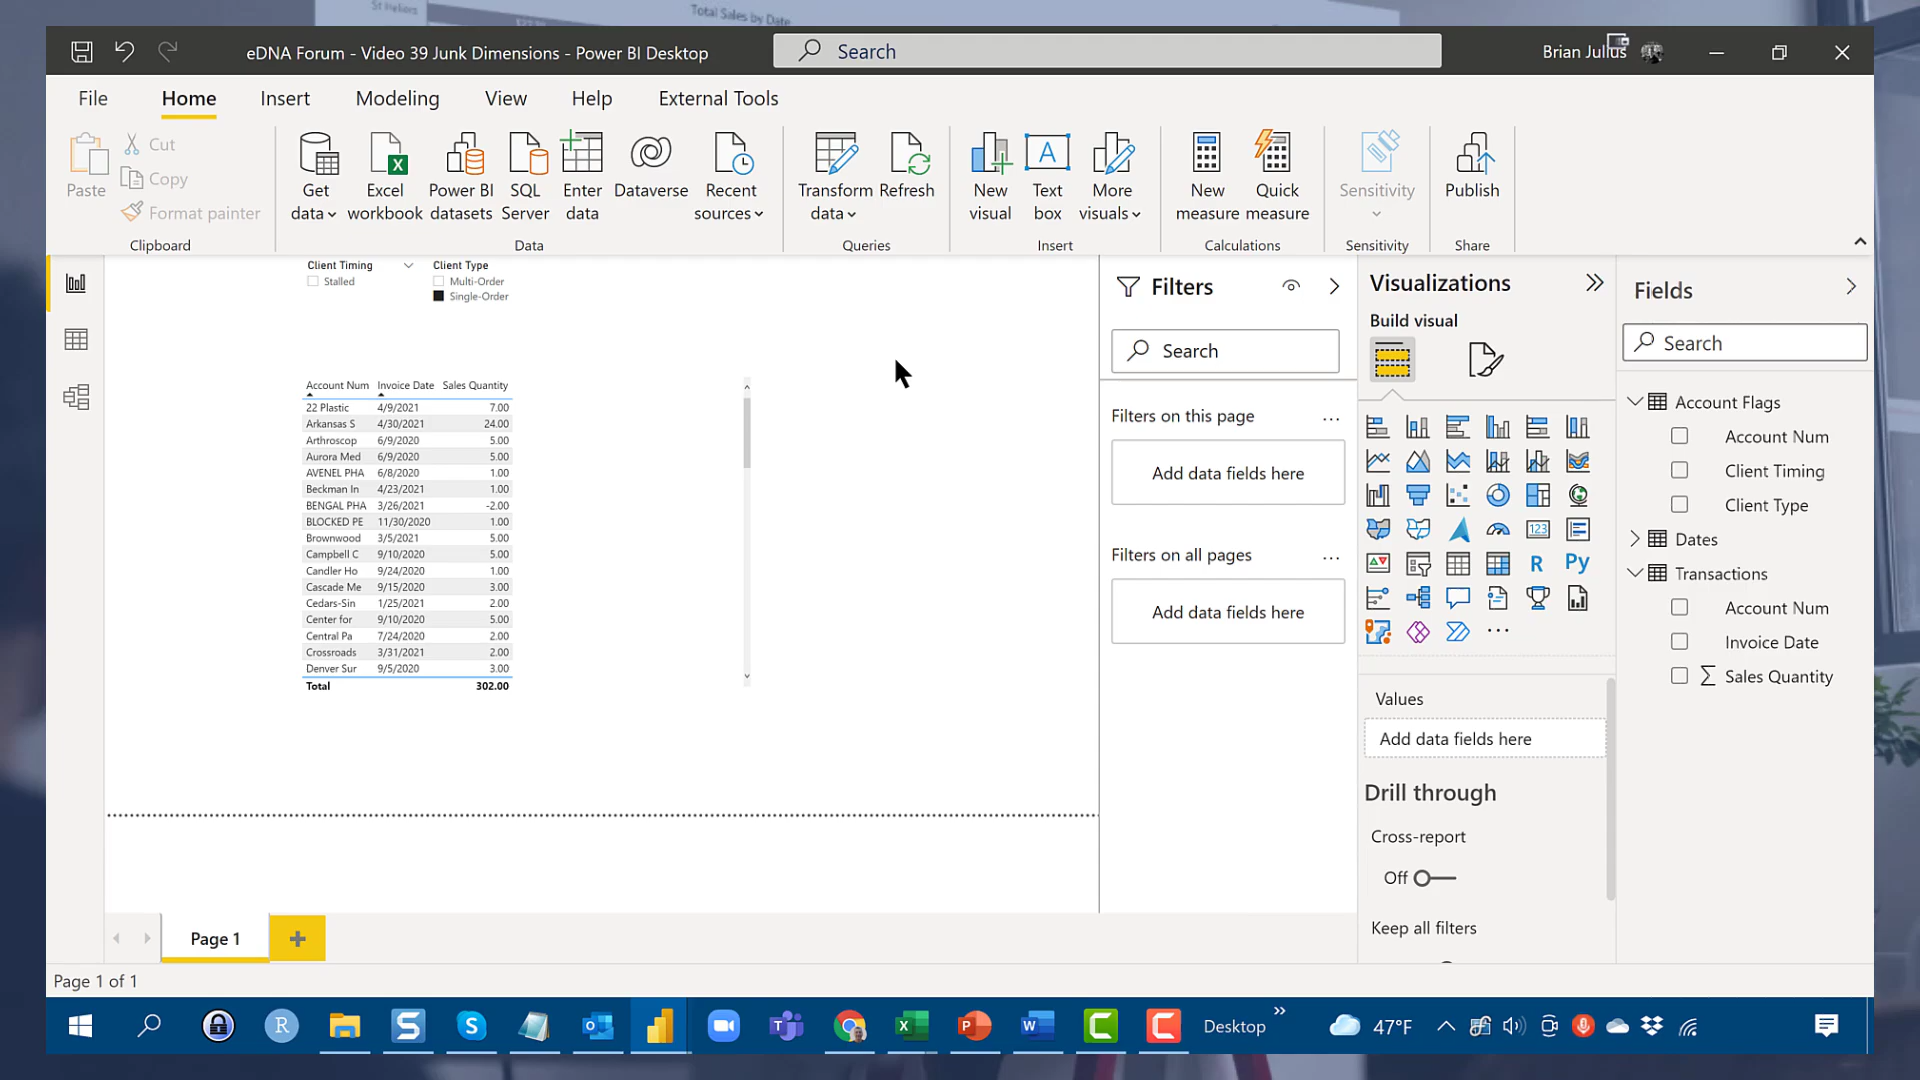 St Heliers
Total Sales by Date
eDNA Forum - Video 39 Junk Dimensions - Power BI Desktop
Search
Brian Julius
File Home Insert Modeling View Help External Tools
Paste
Cut
Copy
Format painter
Clipboard
Get data
Excel workbook
Power BI datasets
SQL Server
Enter data
Dataverse
Recent sources
Data
Transform data
Refresh
Queries
New visual
Text box
More visuals
Insert
New measure
Quick measure
Calculations
Sensitivity
Sensitivity
Publish
Share
Client Timing
Stalled
Client Type
Multi-Order
Single-Order
Account Num Invoice Date Sales Quantity
22 Plastic 4/9/2021 7.00
Arkansas S 4/30/2021 24.00
Arthroscop 6/9/2020 5.00
Aurora Med 6/9/2020 5.00
AVENEL PHA 6/8/2020 1.00
Beckman In 4/23/2021 1.00
BENGAL PHA 3/26/2021 -2.00
BLOCKED PE 11/30/2020 1.00
Brownwood 3/5/2021 5.00
Campbell C 9/10/2020 5.00
Candler Ho 9/24/2020 1.00
Cascade Me 9/15/2020 3.00
Cedars-Sin 1/25/2021 2.00
Center for 9/10/2020 5.00
Central Pa 7/24/2020 2.00
Crossroads 3/31/2021 2.00
Denver Sur 9/5/2020 3.00
Total 302.00
Filters
Search
Filters on this page ...
Add data fields here
Filters on all pages ...
Add data fields here
Visualizations
Build visual
123
R
Py
Values
Add data fields here
Drill through
Cross-report
Off
Keep all filters
Fields
Search
Account Flags
Account Num
Client Timing
Client Type
Dates
Transactions
Account Num
Invoice Date
Σ Sales Quantity
Page 1
Page 1 of 1
Desktop
47°F